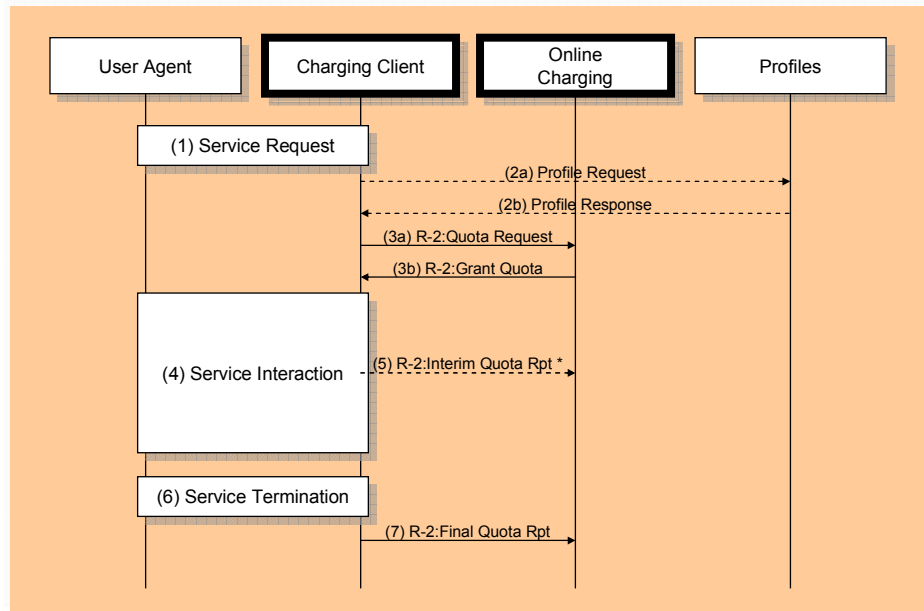 User Agent
Charging Client
Online
Charging
Profiles
(1) Service Request
(2a) Profile Request
(2b) Profile Response
(3a) R-2:Quota Request
(3b) R-2:Grant Quota
(4) Service Interaction
(5) R-2:Interim Quota Rpt *
(6) Service Termination
(7) R-2:Final Quota Rpt